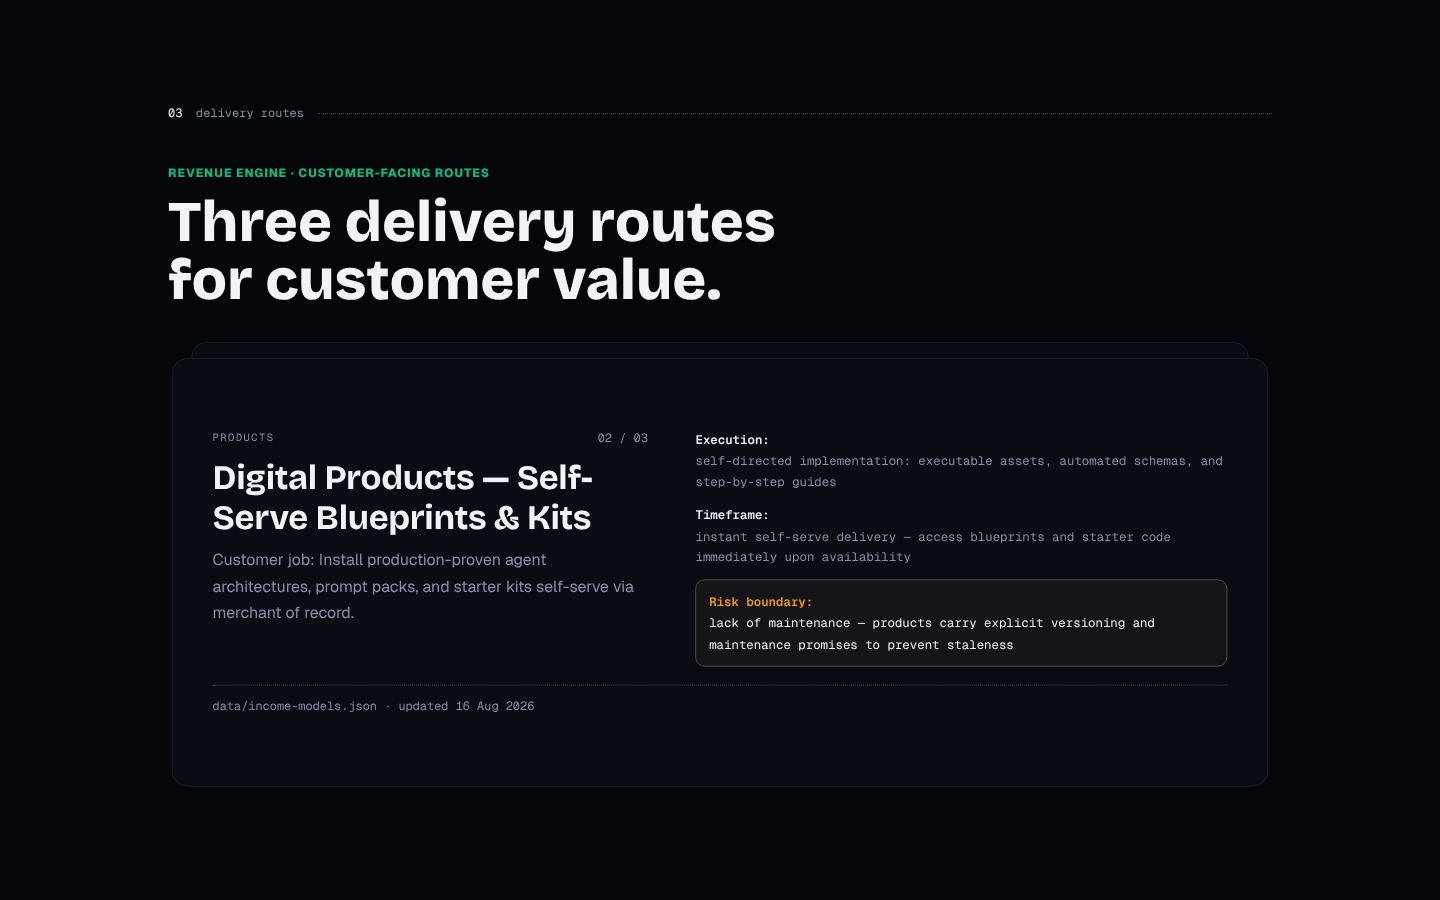 03 delivery routes
REVENUE ENGINE · CUSTOMER-FACING ROUTES
Three delivery routes
for customer value.
PRODUCTS
02 / 03
Digital Products — Self-
Serve Blueprints & Kits
Customer job: Install production-proven agent
architectures, prompt packs, and starter kits self-serve via
merchant of record.
Execution:
self-directed implementation: executable assets, automated schemas, and
step-by-step guides
Timeframe:
instant self-serve delivery — access blueprints and starter code
immediately upon availability
Risk boundary:
lack of maintenance — products carry explicit versioning and
maintenance promises to prevent staleness
data/income-models.json · updated 16 Aug 2026